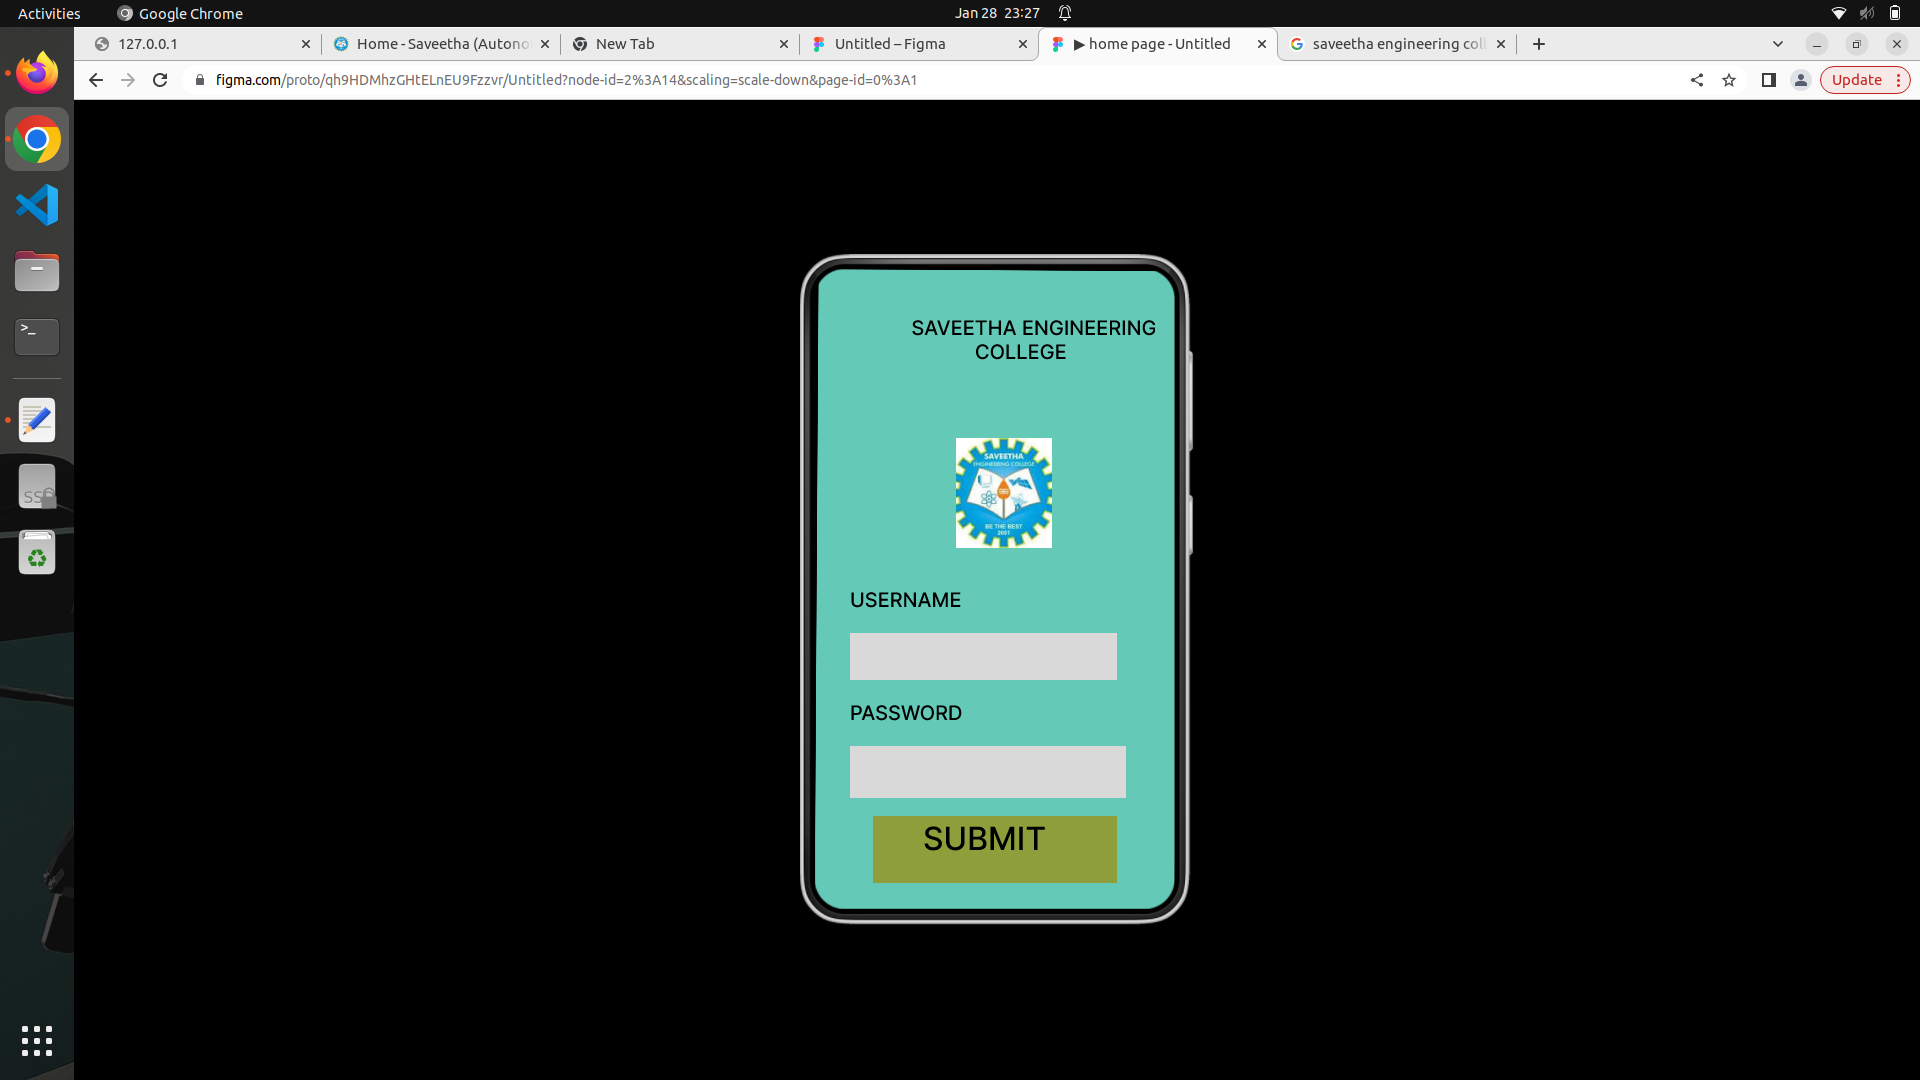 Activities
Google Chrome
Jan 28 23:27
127.0.0.1
Home - Saveetha (Autono
New Tab
Untitled – Figma
▶ home page - Untitled
saveetha engineering coll
figma.com/proto/qh9HDMhzGHtELnEU9Fzzvr/Untitled?node-id=2%3A14&scaling=scale-down&page-id=0%3A1
Update
>_
SSD
SAVEETHA ENGINEERING
COLLEGE
SAVEETHA
ENGINEERING COLLEGE
BE THE BEST
2001
USERNAME
PASSWORD
SUBMIT